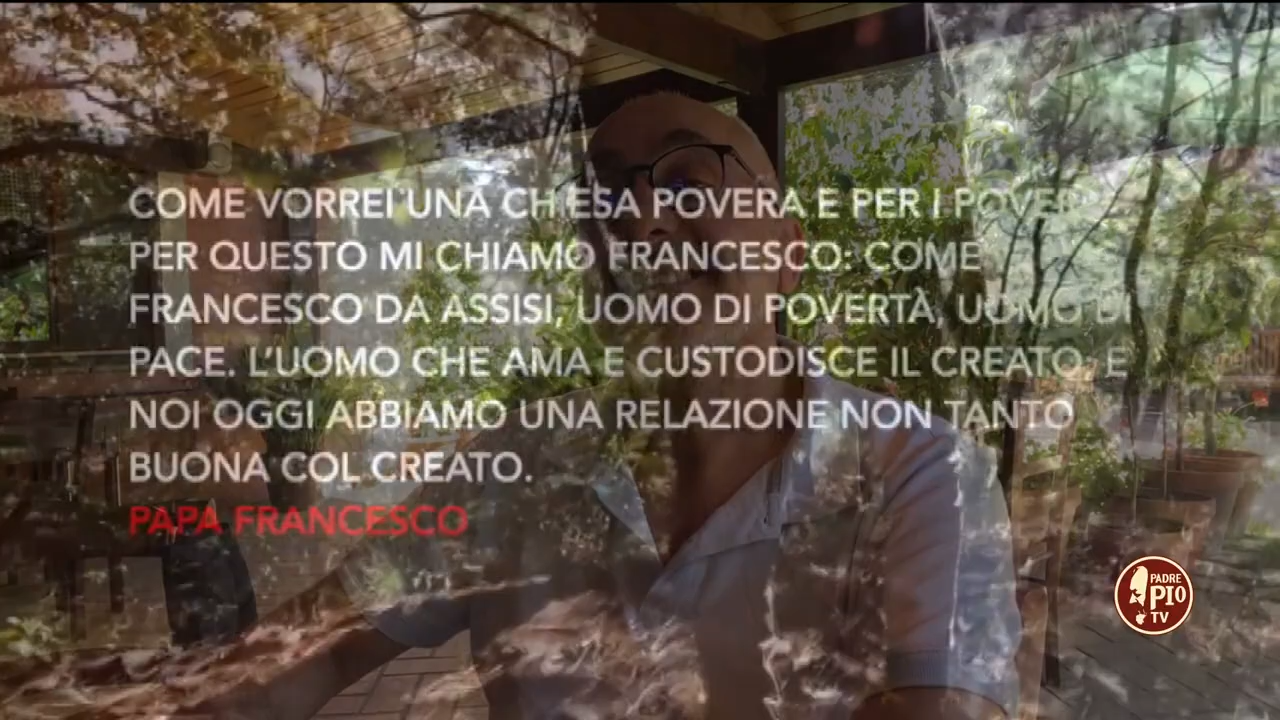 COME VORREI UNA CHIESA POVERA E PER I POVERI
PER QUESTO MI CHIAMO FRANCESCO: COME
FRANCESCO DA ASSISI, UOMO DI POVERTÀ, UOMO DI
PACE. L'UOMO CHE AMA E CUSTODISCE IL CREATO, E
NOI OGGI ABBIAMO UNA RELAZIONE NON TANTO
BUONA COL CREATO.
PAPA FRANCESCO
PADRE
PIO
TV